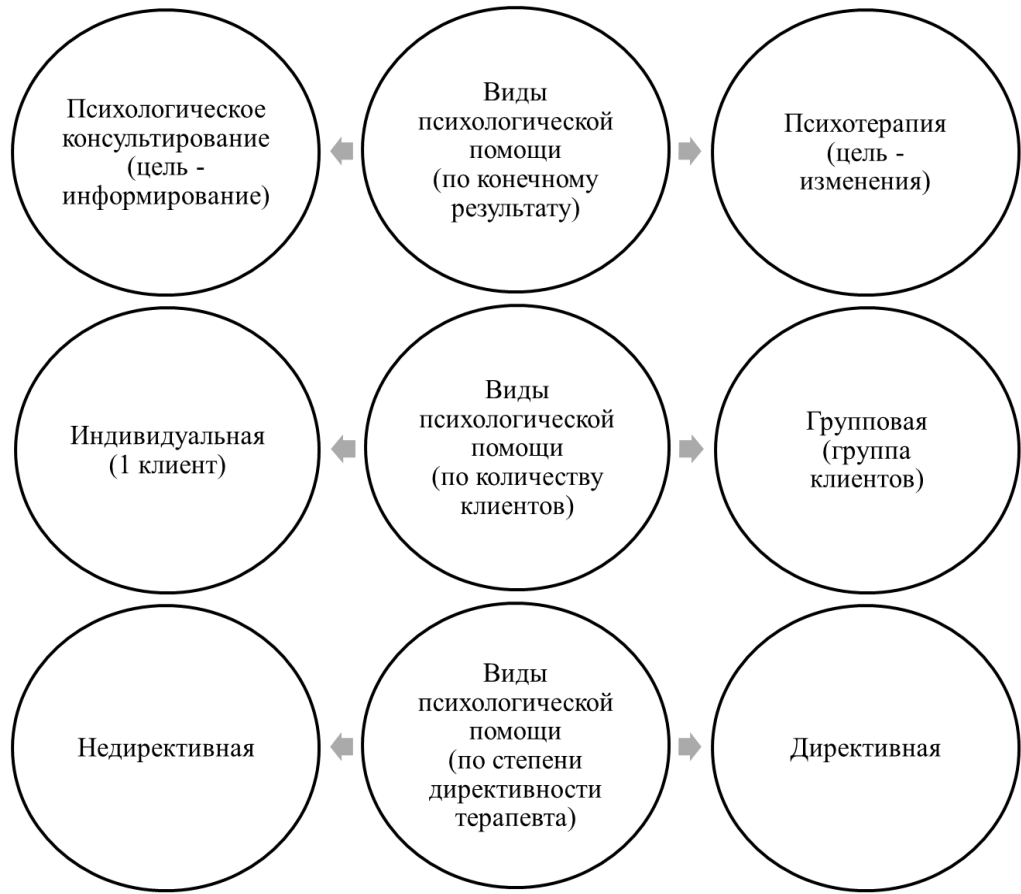 Психологическое
консультирование
(цель -
информирование)
Виды
психологической
помощи
(по конечному
результату)
Психотерапия
(цель -
изменения)
Индивидуальная
(1 клиент)
Виды
психологической
помощи
(по количеству
клиентов)
Групповая
(группа
клиентов)
Недирективная
Виды
психологической
помощи
(по степени
директивности
терапевта)
Директивная